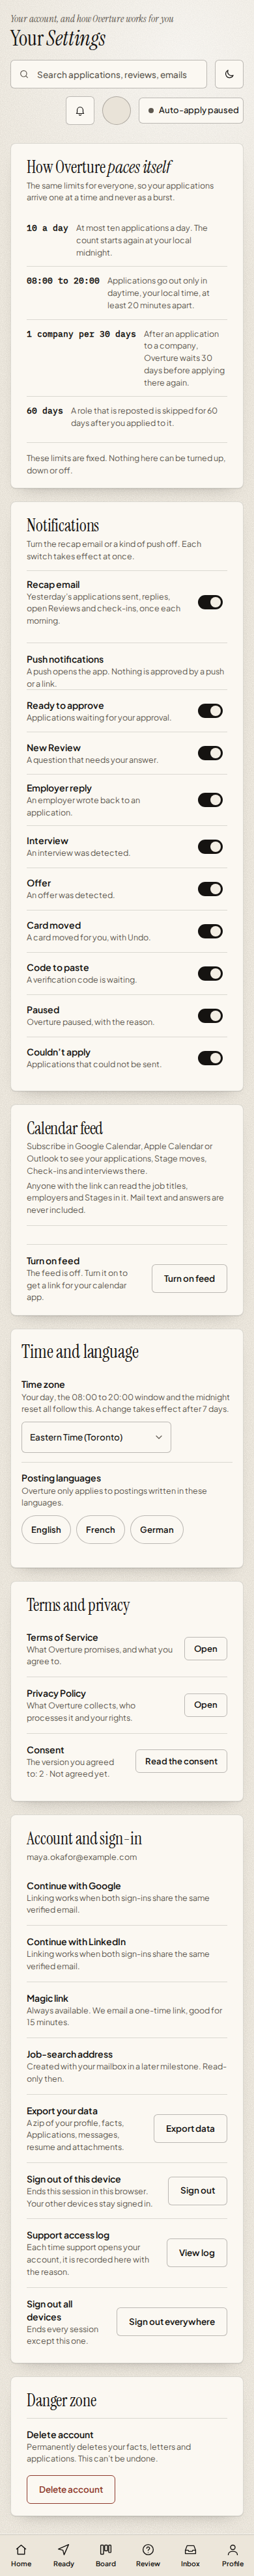 Your account, and how Overture works for you
Your Settings
Search applications, reviews, emails
Auto-apply paused
How Overture paces itself
The same limits for everyone, so your applications
arrive one at a time and never as a burst.
10 a day
At most ten applications a day. The
count starts again at your local
midnight.
08:00 to 20:00
Applications go out only in
daytime, your local time, at
least 20 minutes apart.
1 company per 30 days
After an application
to a company,
Overture waits 30
days before applying
there again.
60 days
A role that is reposted is skipped for 60
days after you applied to it.
These limits are fixed. Nothing here can be turned up,
down or off.
Notifications
Turn the recap email or a kind of push off. Each
switch takes effect at once.
Recap email
Yesterday's applications sent, replies,
open Reviews and check-ins, once each
morning.
Push notifications
A push opens the app. Nothing is approved by a push
or a link.
Ready to approve
Applications waiting for your approval.
New Review
A question that needs your answer.
Employer reply
An employer wrote back to an
application.
Interview
An interview was detected.
Offer
An offer was detected.
Card moved
A card moved for you, with Undo.
Code to paste
A verification code is waiting.
Paused
Overture paused, with the reason.
Couldn't apply
Applications that could not be sent.
Calendar feed
Subscribe in Google Calendar, Apple Calendar or
Outlook to see your applications, Stage moves,
Check-ins and interviews there.
Anyone with the link can read the job titles,
employers and Stages in it. Mail text and answers are
never included.
Turn on feed
The feed is off. Turn it on to
get a link for your calendar
app.
Turn on feed
Time and language
Time zone
Your day, the 08:00 to 20:00 window and the midnight
reset all follow this. A change takes effect after 7 days.
Eastern Time (Toronto)
Posting languages
Overture only applies to postings written in these
languages.
English
French
German
Terms and privacy
Terms of Service
What Overture promises, and what you
agree to.
Open
Privacy Policy
What Overture collects, who
processes it and your rights.
Open
Consent
The version you agreed
to: 2 · Not agreed yet.
Read the consent
Account and sign-in
maya.okafor@example.com
Continue with Google
Linking works when both sign-ins share the same
verified email.
Continue with LinkedIn
Linking works when both sign-ins share the same
verified email.
Magic link
Always available. We email a one-time link, good for
15 minutes.
Job-search address
Created with your mailbox in a later milestone. Read-
only then.
Export your data
A zip of your profile, facts,
Applications, messages,
resume and attachments.
Export data
Sign out of this device
Ends this session in this browser.
Your other devices stay signed in.
Sign out
Support access log
Each time support opens your
account, it is recorded here with
the reason.
View log
Sign out all
devices
Ends every session
except this one.
Sign out everywhere
Danger zone
Delete account
Permanently deletes your facts, letters and
applications. This can't be undone.
Delete account
Home
Ready
Board
Review
Inbox
Profile